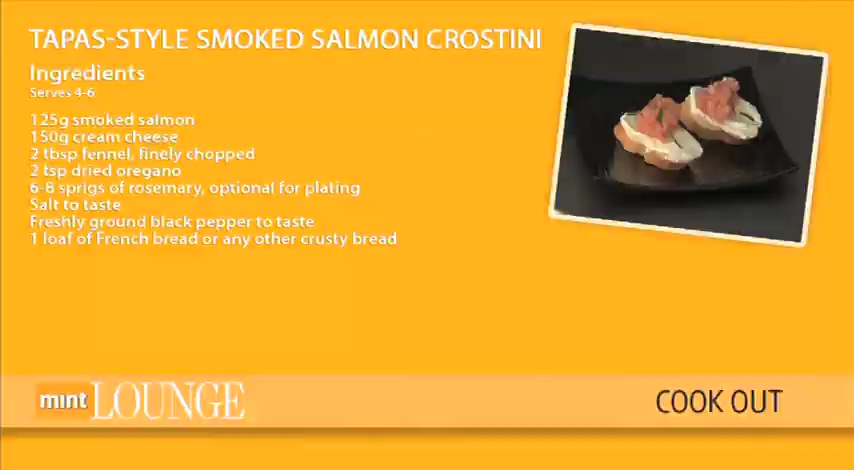 TAPAS-STYLE SMOKED SALMON CROSTINI
Ingredients
Serves 4-6
125g smoked salmon
150g cream cheese
2 tbsp fennel, finely chopped
2 tsp dried oregano
6-8 sprigs of rosemary, optional for plating
Salt to taste
Freshly ground black pepper to taste
1 loaf of French bread or any other crusty bread
mint LOUNGE
COOK OUT